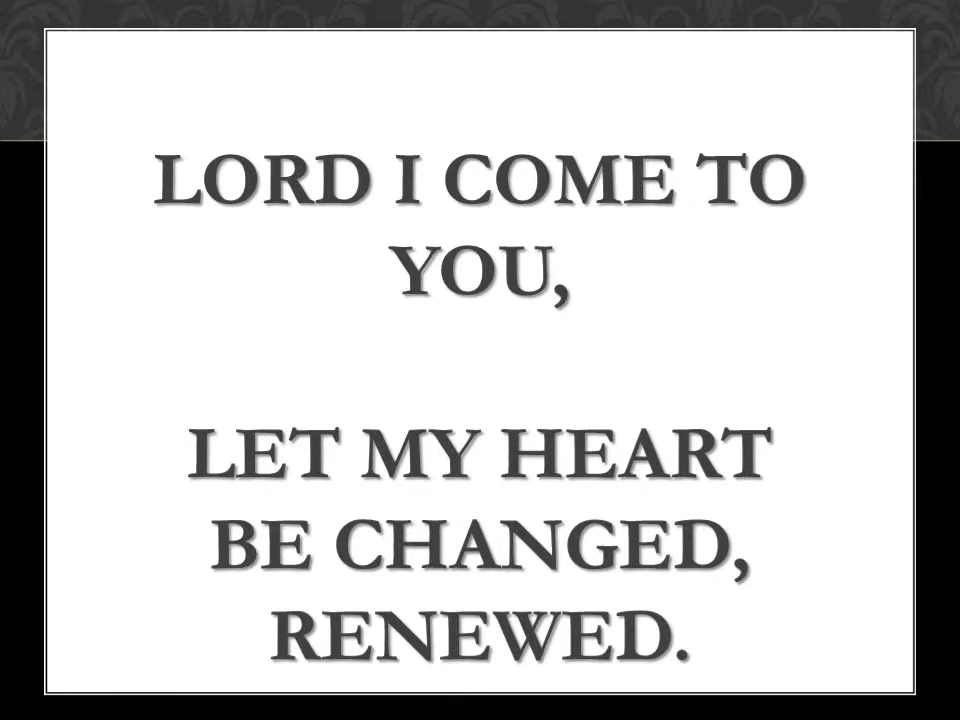 LORD I COME TO
YOU,
LET MY HEART
BE CHANGED,
RENEWED.